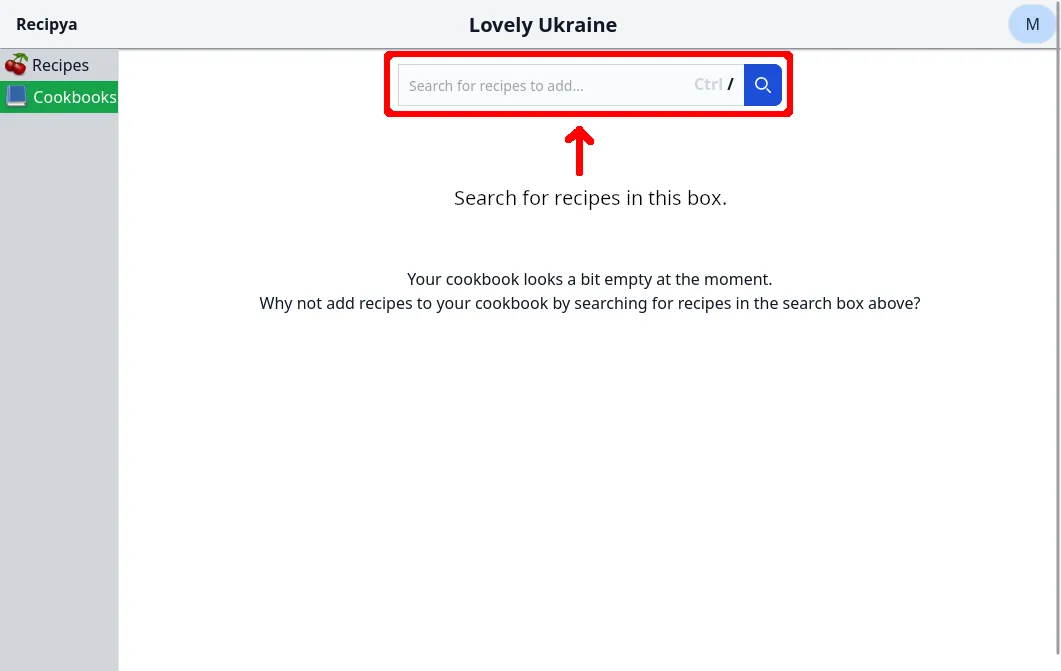 Recipya
Lovely Ukraine
M
Recipes
Cookbooks
Search for recipes to add... Ctrl /
Search for recipes in this box.
Your cookbook looks a bit empty at the moment.
Why not add recipes to your cookbook by searching for recipes in the search box above?